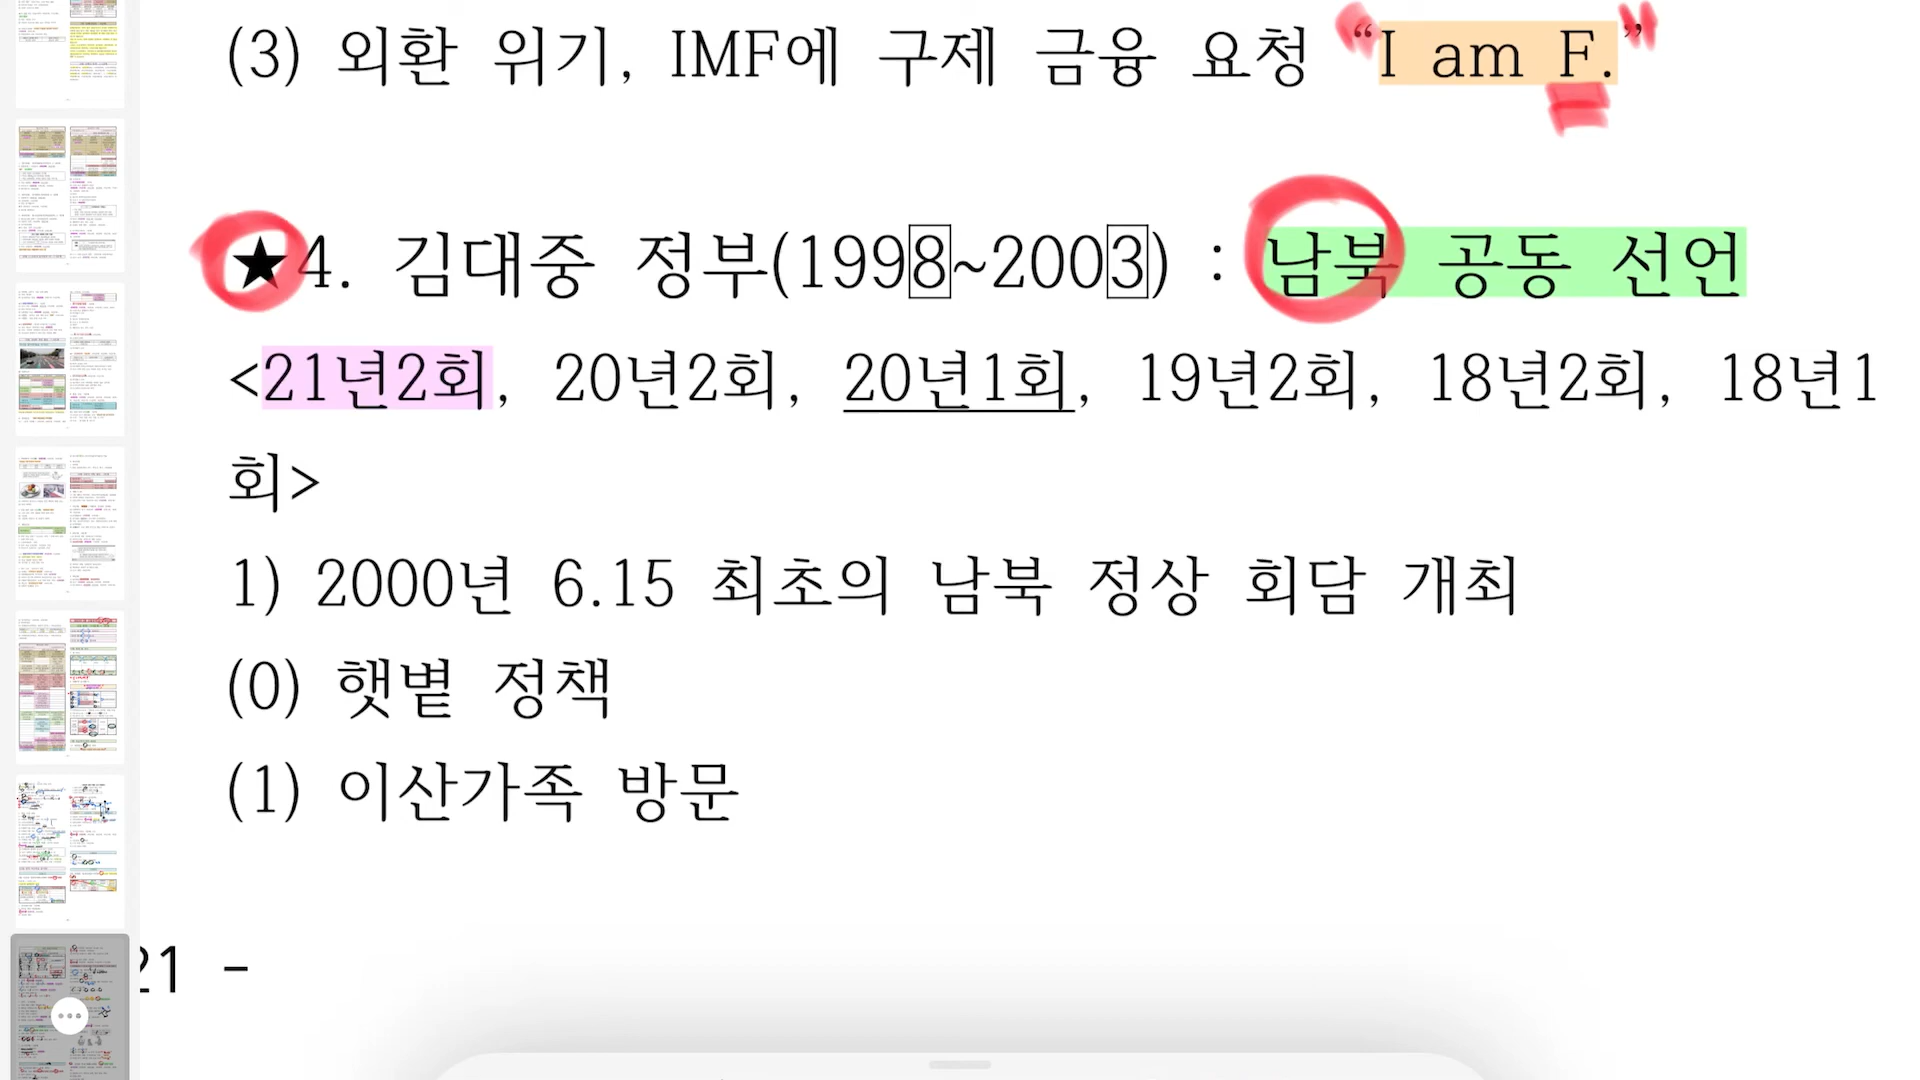 (3) 외환 위기, IMF에 구제 금융 요청 “I am F.”
★4. 김대중 정부(1998~2003) : 남북 공동 선언
<21년2회, 20년2회, 20년1회, 19년2회, 18년2회, 18년1
회>
1) 2000년 6.15 최초의 남북 정상 회담 개최
(0) 햇볕 정책
(1) 이산가족 방문
21 -